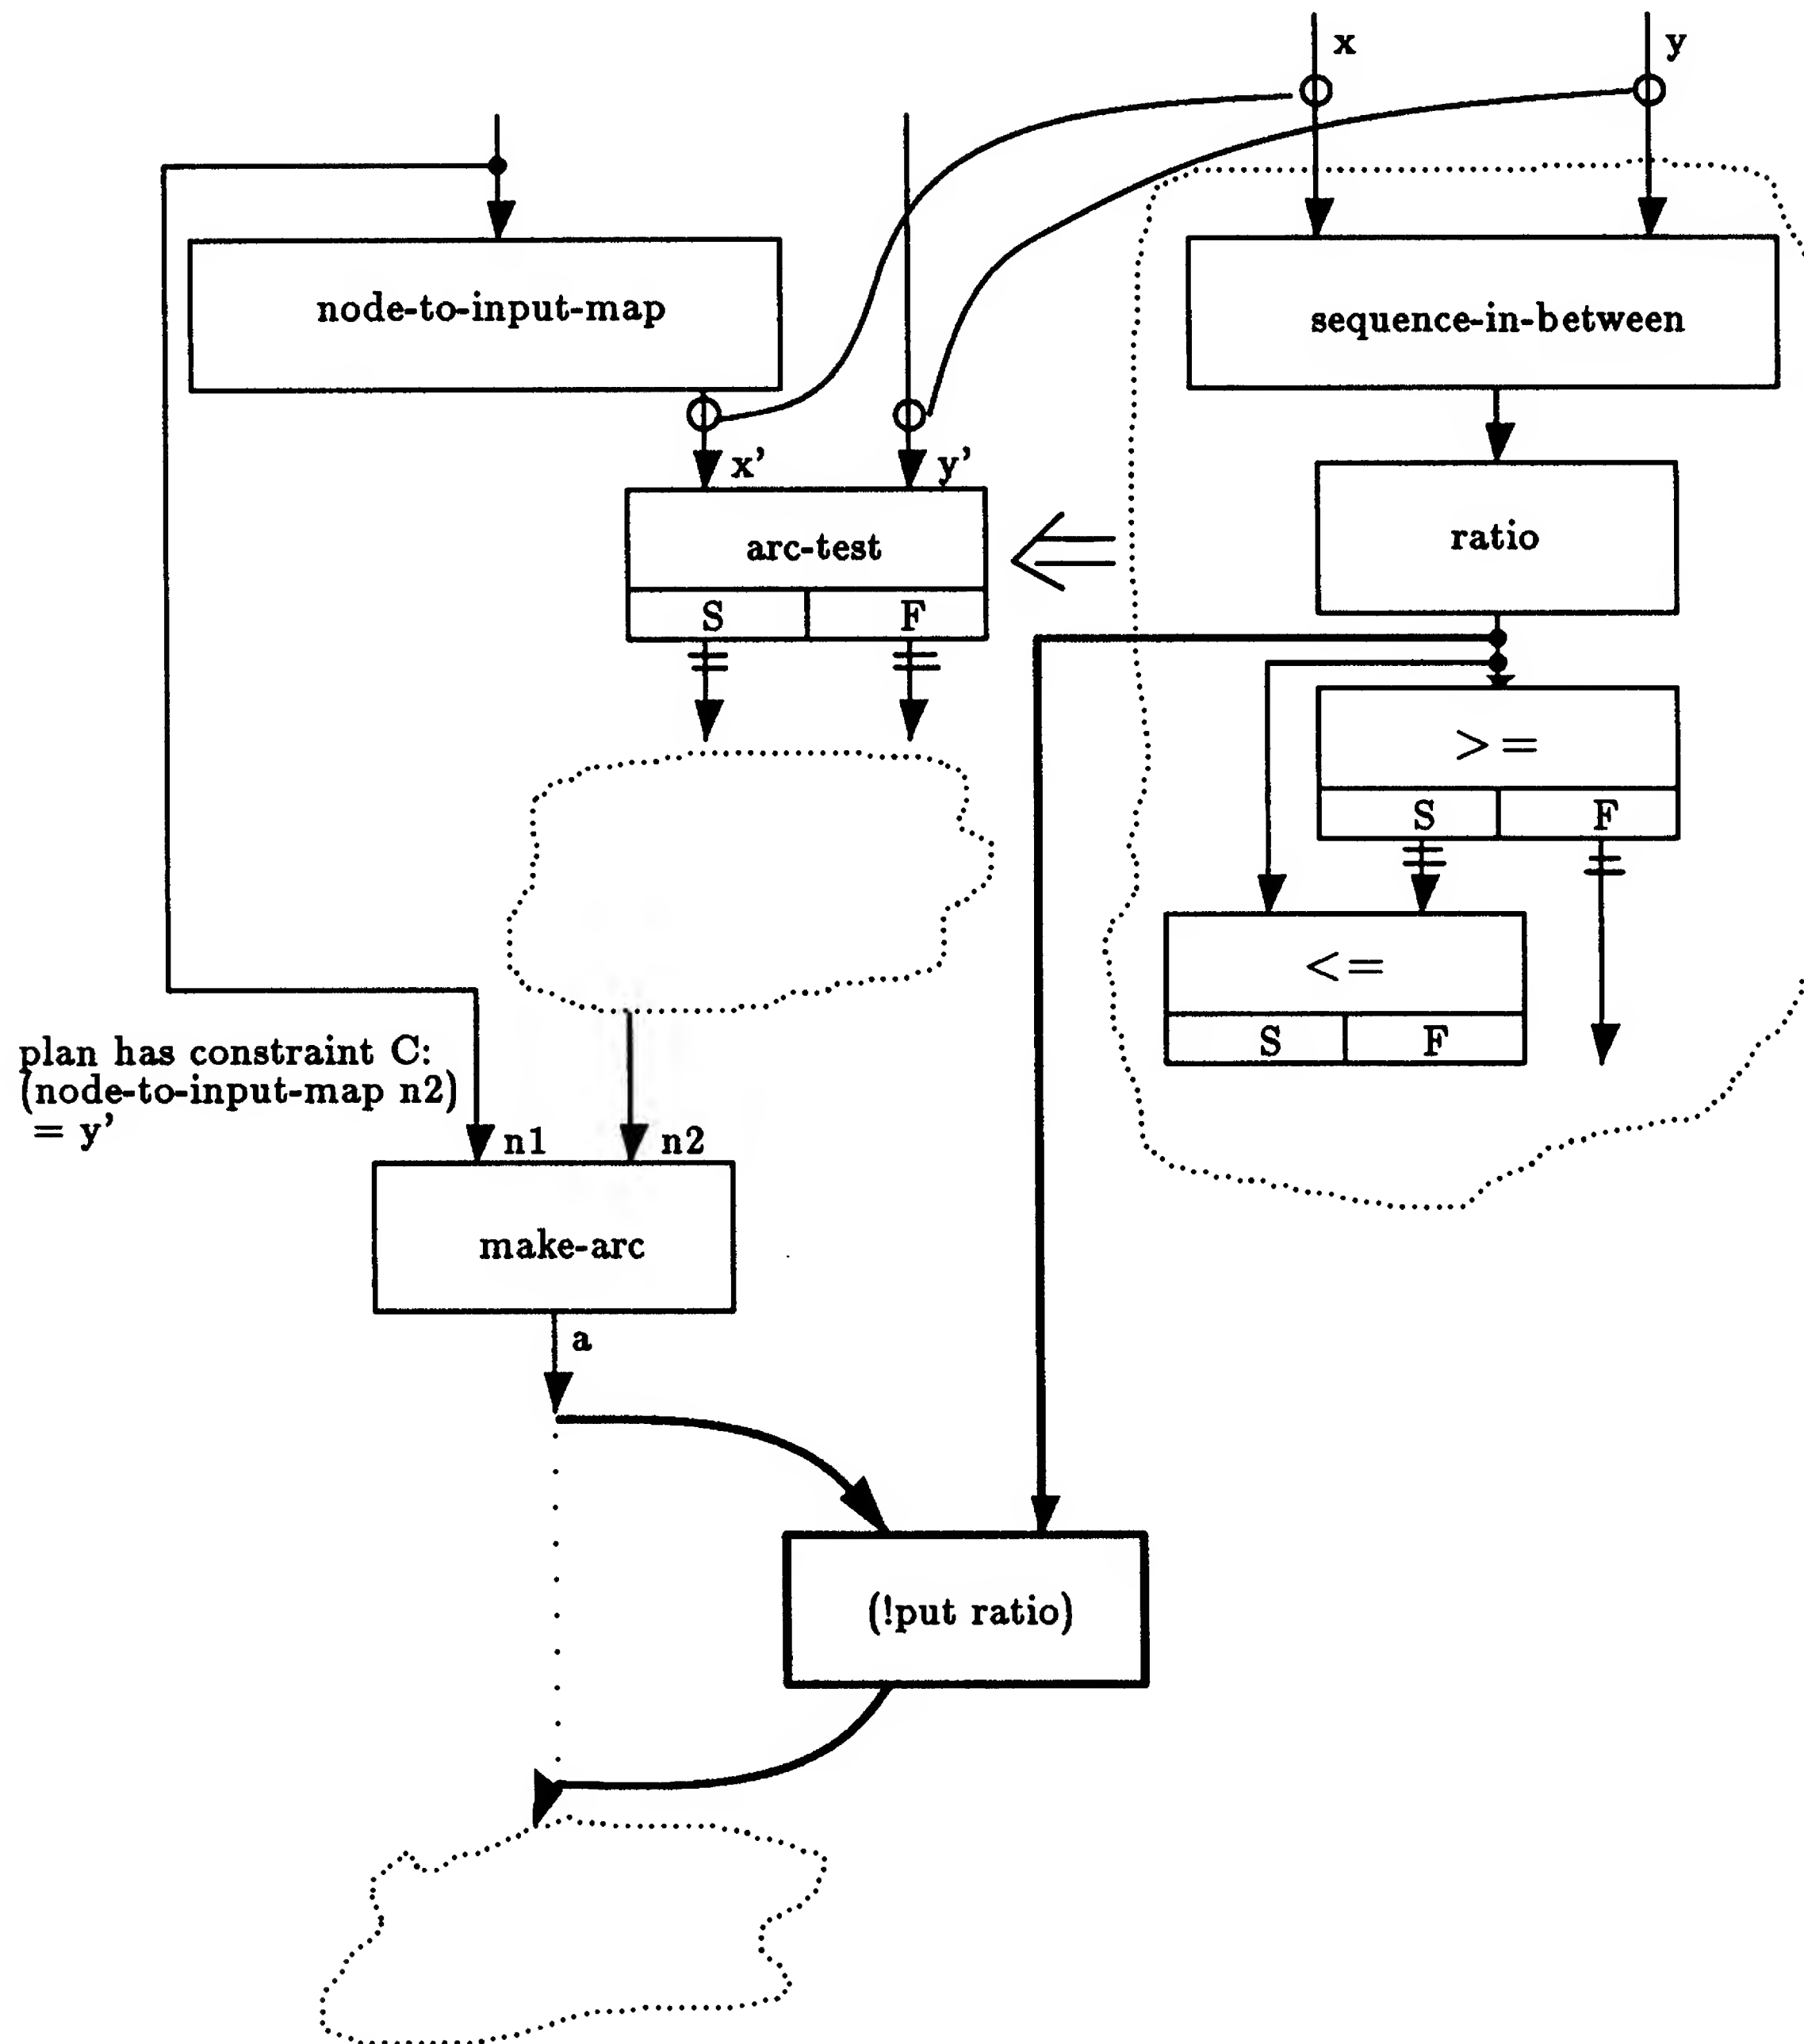 x
y
node-to-input-map
sequence-in-between
x'
y'
arc-test
S
F
ratio
>=
S
F
<=
S
F
plan has constraint C:
(node-to-input-map n2)
= y'
n1
n2
make-arc
a
(!put ratio)